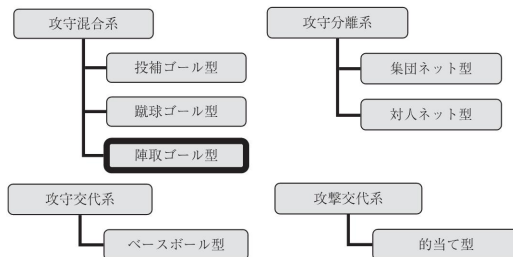 攻守混合系
投補ゴール型
蹴球ゴール型
陣取ゴール型
攻守分離系
集団ネット型
対人ネット型
攻守交代系
ベースボール型
攻撃交代系
的当て型